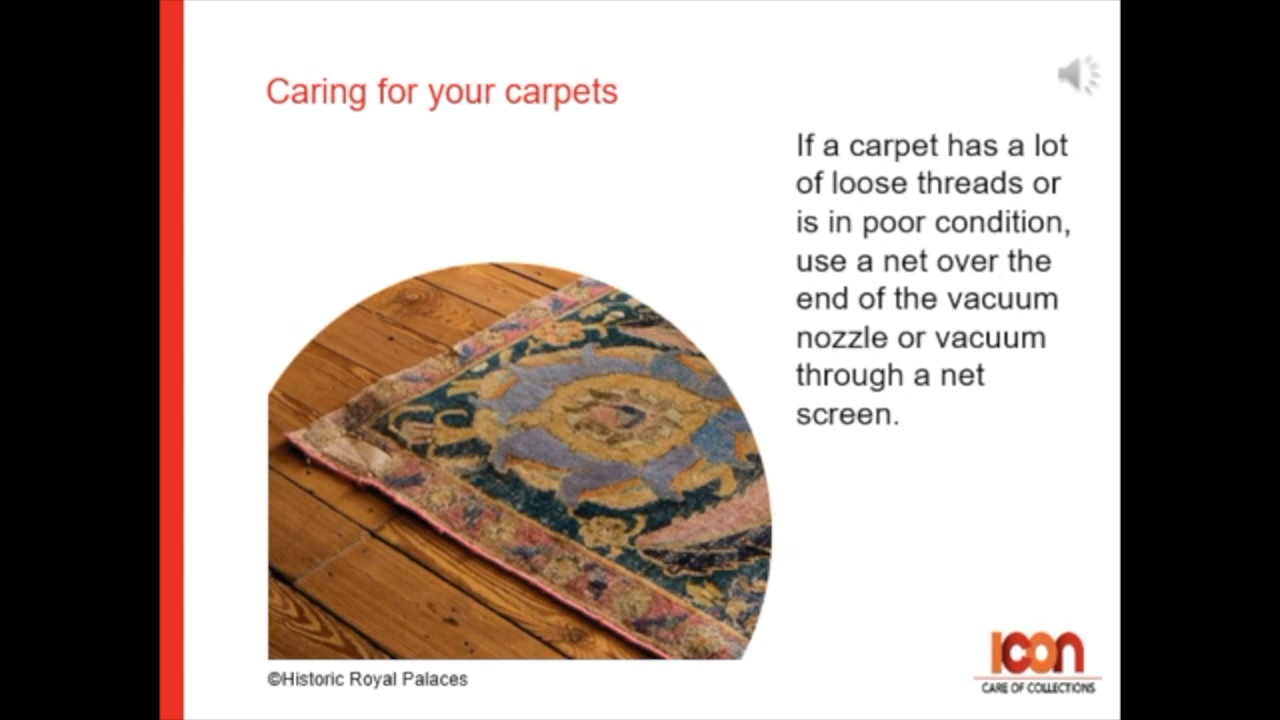 Caring for your carpets
If a carpet has a lot
of loose threads or
is in poor condition,
use a net over the
end of the vacuum
nozzle or vacuum
through a net
screen.
©Historic Royal Palaces
Icon
CARE OF COLLECTIONS